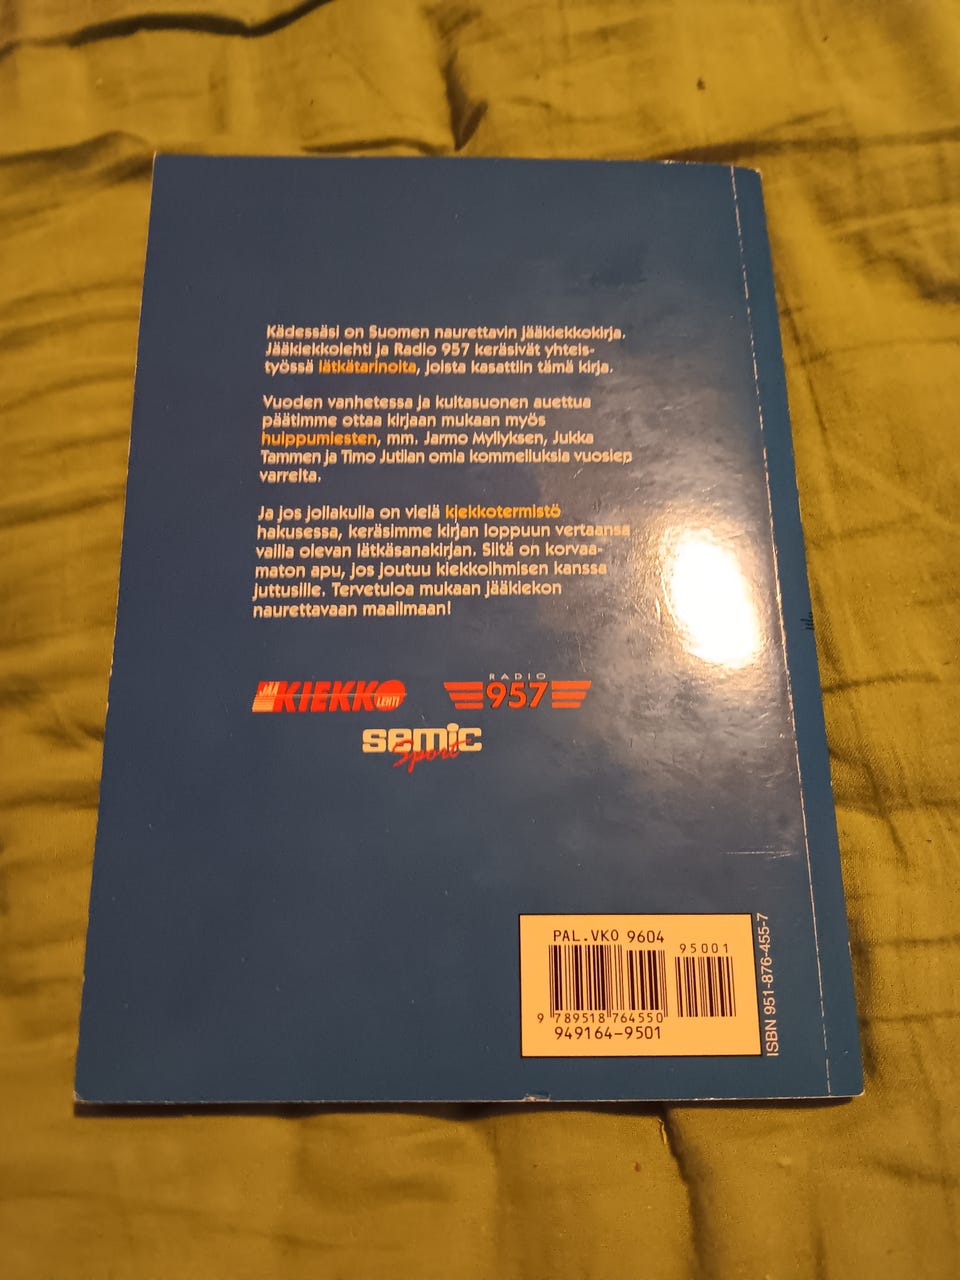 Kädessäsi on Suomen naurettavin jääkiekkokirja.
Jääkiekkolehti ja Radio 957 keräsivät yhteis-
työssä lätkätarinoita, joista kasattiin tämä kirja.
Vuoden vanhetessa ja kultasuonen auettua
päätimme ottaa kirjaan mukaan myös
huippumiesten, mm. Jarmo Myllyksen, Jukka
Tammen ja Timo Jutilan omia kommelluksia vuosien
varrelta.
Ja jos jollakulla on vielä kiekkotermistö
hakusessa, keräsimme kirjan loppuun vertaansa
vailla olevan lätkäsanakirjan. Siitä on korvaa-
maton apu, jos joutuu kiekkoihmisen kanssa
juttusille. Tervetuloa mukaan jääkiekon
naurettavaan maailmaan!
JÄÄ KIEKKO LEHTI
RADIO
957
semic
Sport
PAL.VKO 9604
95001
9 789518 764550
949164-9501
ISBN 951-876-455-7